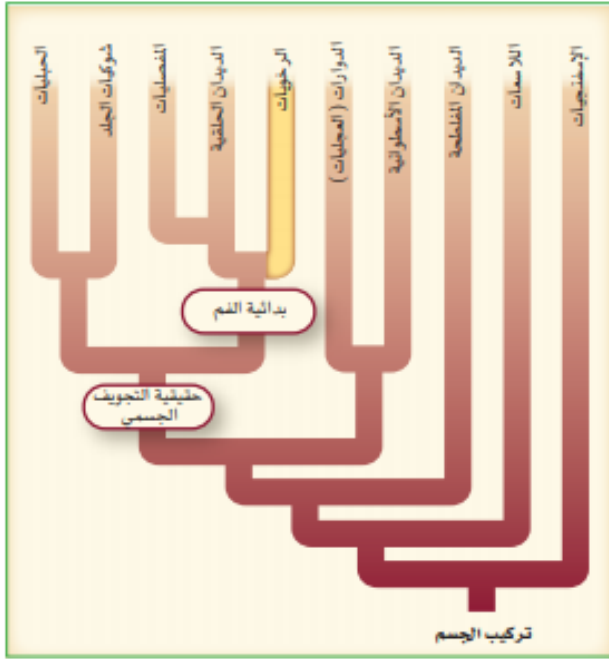 الإسفنجيات
اللاسعات
الديدان المفلطحة
الديدان الأسطوانية
الدوارات (العجليات)
الرخويات
الديدان الحلقية
المفصليات
شوكيات الجلد
الحبليات
بدائية الفم
حقيقية التجويف
الجسمي
تركيب الجسم